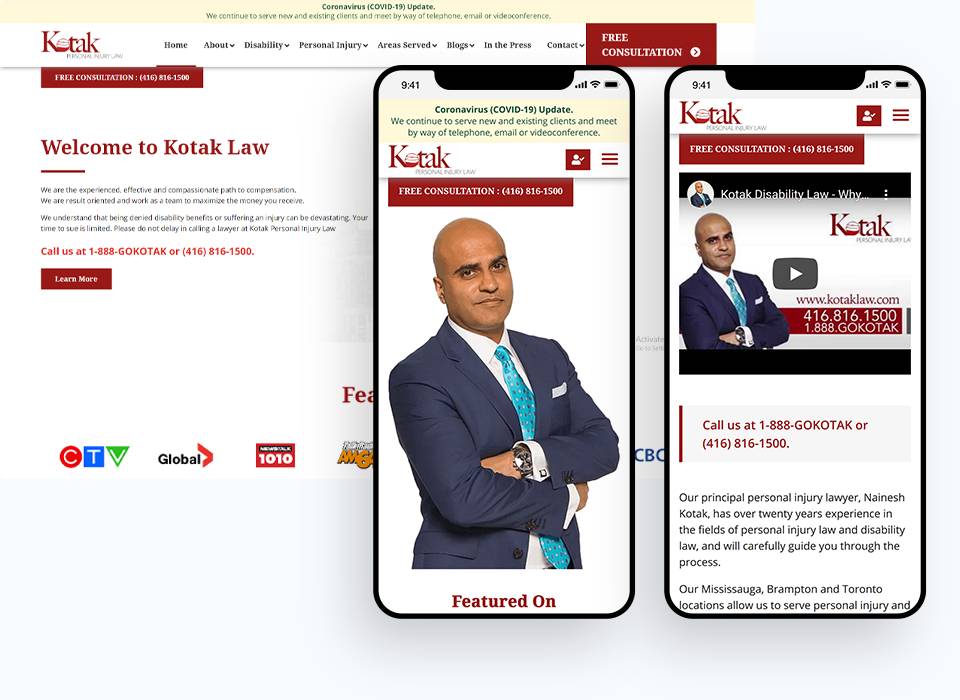 Coronavirus (COVID-19) Update.
We continue to serve new and existing clients and meet by way of telephone, email or videoconference.
Kotak
PERSONAL INJURY LAW
Home
About
Disability
Personal Injury
Areas Served
Blogs
In the Press
Contact
FREE
CONSULTATION
FREE CONSULTATION : (416) 816-1500
Welcome to Kotak Law
We are the experienced, effective and compassionate path to compensation.
We are result oriented and work as a team to maximize the money you receive.
We understand that being denied disability benefits or suffering an injury can be devastating. Your
time to sue is limited. Please do not delay in calling a lawyer at Kotak Personal Injury Law
Call us at 1-888-GOKOTAK or (416) 816-1500.
Learn More
Fea
CTV
Global
NEWSTALK
1010
CBC
Activate
9:41
Coronavirus (COVID-19) Update.
We continue to serve new and existing clients and meet
by way of telephone, email or videoconference.
Kotak
PERSONAL INJURY LAW
FREE CONSULTATION : (416) 816-1500
Featured On
9:41
Kotak
PERSONAL INJURY LAW
FREE CONSULTATION : (416) 816-1500
Kotak Disability Law - Why...
Kotak
PERSONAL INJURY LA
www.kotaklaw.com
416.816.1500
1.888.GOKOTAK
Call us at 1-888-GOKOTAK or
(416) 816-1500.
Our principal personal injury lawyer, Nainesh
Kotak, has over twenty years experience in
the fields of personal injury law and disability
law, and will carefully guide you through the
process.
Our Mississauga, Brampton and Toronto
locations allow us to serve personal injury and